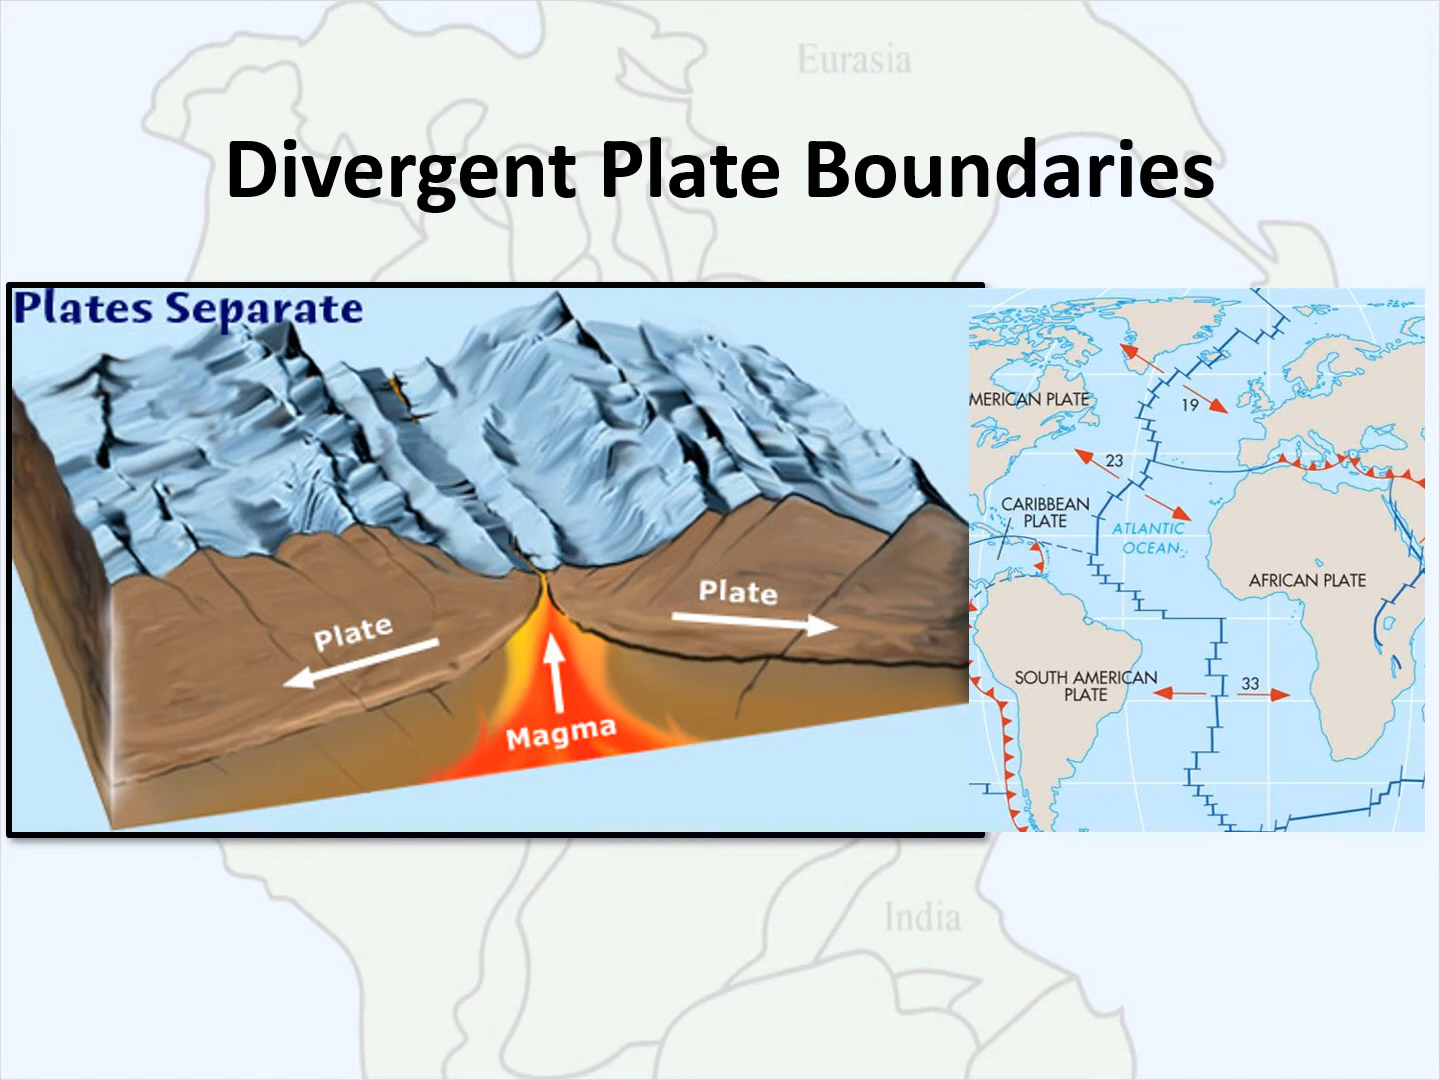 Eurasia
Divergent Plate Boundaries
Plates Separate
Plate
Plate
Magma
MERICAN PLATE
19
23
CARIBBEAN
PLATE
ATLANTIC
OCEAN
AFRICAN PLATE
SOUTH AMERICAN
PLATE
33
India